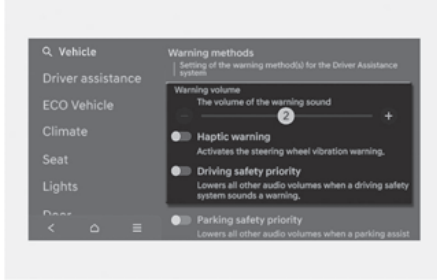 Vehicle
Driver assistance
ECO Vehicle
Climate
Seat
Lights
Door
Warning methods
Setting of the warning method(s) for the Driver Assistance
system
Warning volume
The volume of the warning sound
- 2 +
Haptic warning
Activates the steering wheel vibration warning,
Driving safety priority
Lowers all other audio volumes when a driving safety
system sounds a warning,
Parking safety priority
Lowers all other audio volumes when a parking assist